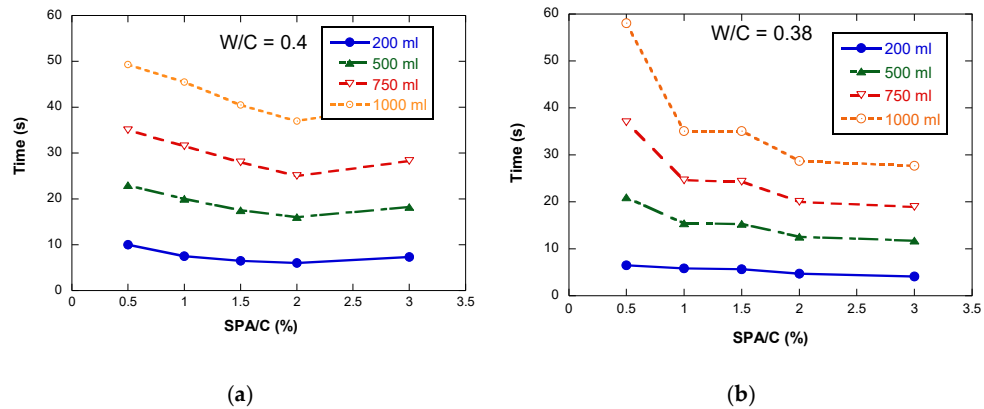 60
50
40
30
20
10
0
Time (s)
W/C = 0.4
200 ml
500 ml
750 ml
1000 ml
0 0.5 1 1.5 2 2.5 3 3.5
SPA/C (%)
(a)
60
50
40
30
20
10
0
Time (s)
W/C = 0.38
200 ml
500 ml
750 ml
1000 ml
0 0.5 1 1.5 2 2.5 3 3.5
SPA/C (%)
(b)